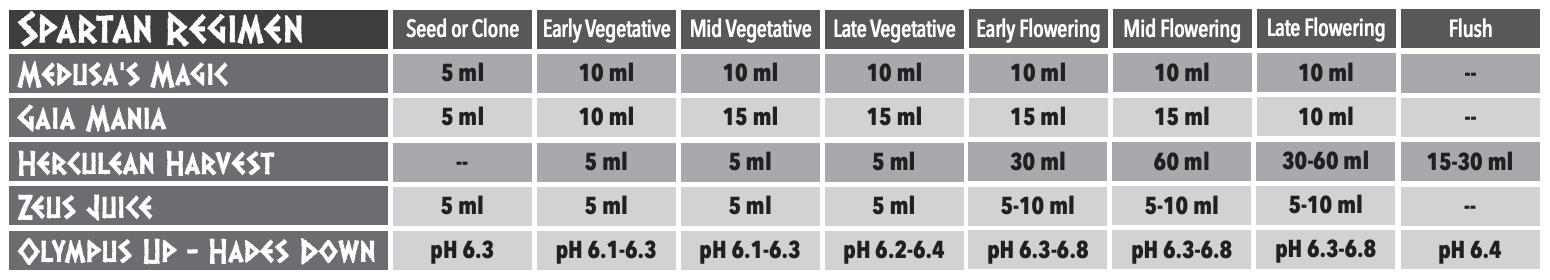 SPARTAN REGIMEN Seed or Clone Early Vegetative Mid Vegetative Late Vegetative Early Flowering Mid Flowering Late Flowering Flush
MEDUSA'S MAGIC 5 ml 10 ml 10 ml 10 ml 10 ml 10 ml 10 ml --
GAIA MANIA 5 ml 10 ml 15 ml 15 ml 15 ml 15 ml 10 ml --
HERCULEAN HARVEST -- 5 ml 5 ml 5 ml 30 ml 60 ml 30-60 ml 15-30 ml
ZEUS JUICE 5 ml 5 ml 5 ml 5 ml 5-10 ml 5-10 ml 5-10 ml --
OLYMPUS UP - HADES DOWN pH 6.3 pH 6.1-6.3 pH 6.1-6.3 pH 6.2-6.4 pH 6.3-6.8 pH 6.3-6.8 pH 6.3-6.8 pH 6.4